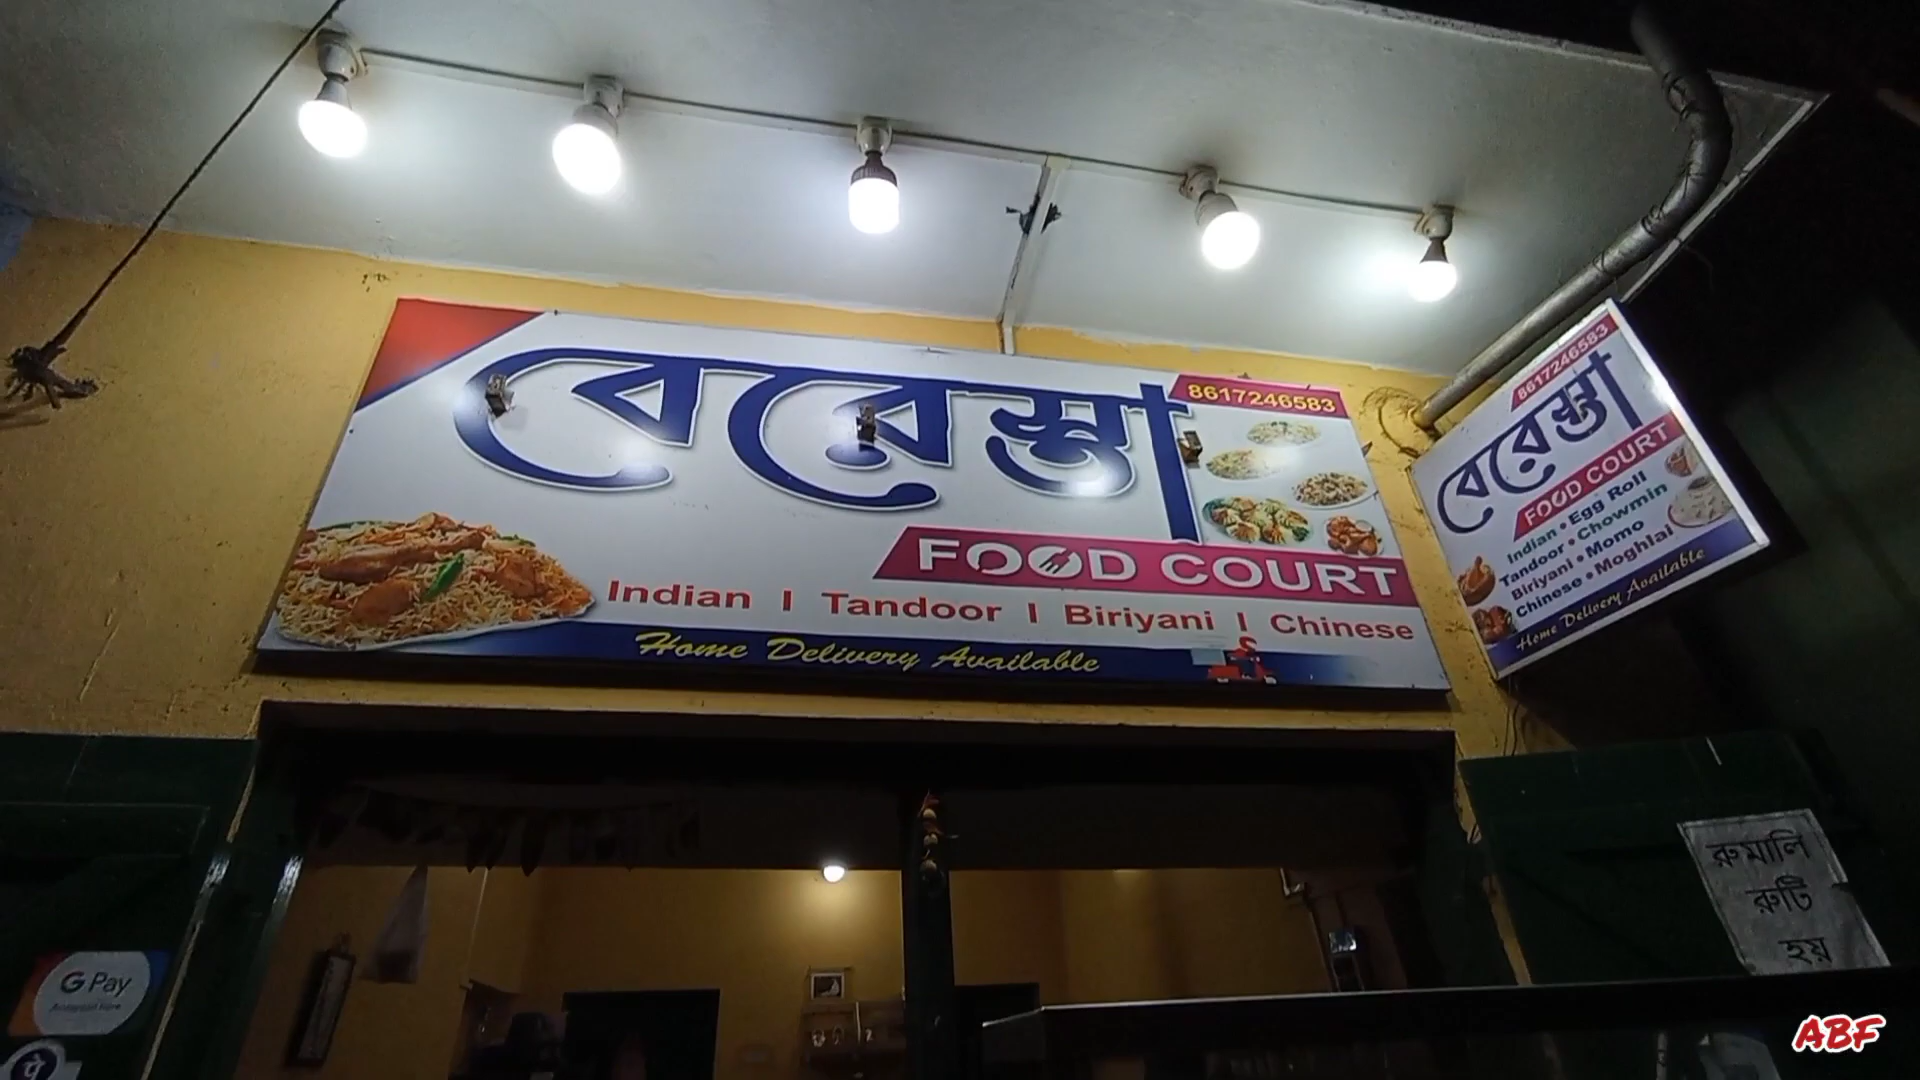 বেরেস্তা
8617246583
FOOD COURT
Indian I Tandoor I Biriyani I Chinese
Home Delivery Available
8617246583
বেরেস্তা
FOOD COURT
Indian • Egg Roll
Tandoor • Chowmin
Biriyani • Momo
Chinese • Moghlai
Home Delivery Available
রুমালি
রুটি
হয়
G Pay
पे
ABF